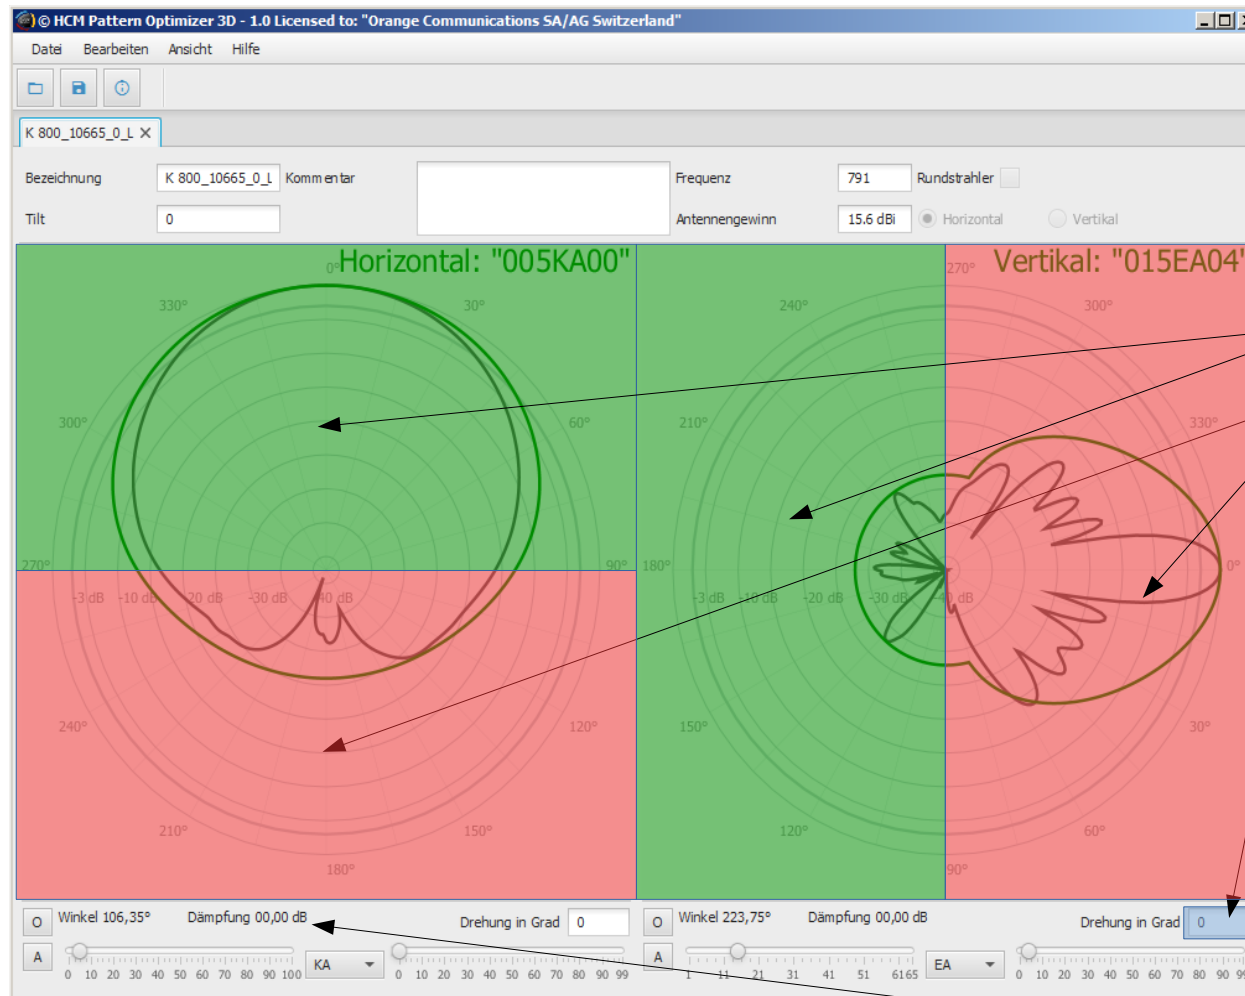 © HCM Pattern Optimizer 3D - 1.0 Licensed to: "Orange Communications SA/AG Switzerland"
Datei Bearbeiten Ansicht Hilfe
K 800_10665_0_L
Bezeichnung K 800_10665_0_L Kommentar Frequenz 791 Rundstrahler
Tilt 0 Antennengewinn 15.6 dBi Horizontal Vertikal
Horizontal: "005KA00"
0°
330° 30°
300° 60°
270° 90°
-3 dB -10 dB -20 dB -30 dB -40 dB
240° 120°
210° 150°
180°
Vertikal: "015EA04"
270°
240° 300°
210° 330°
180° 0°
-3 dB -10 dB -20 dB -30 dB -40 dB
150° 30°
120° 60°
90°
O Winkel 106,35° Dämpfung 00,00 dB Drehung in Grad 0
A 0 10 20 30 40 50 60 70 80 90 100 KA 0 10 20 30 40 50 60 70 80 90 99
O Winkel 223,75° Dämpfung 00,00 dB Drehung in Grad 0
A 1 11 21 31 41 51 61 65 EA 0 10 20 30 40 50 60 70 80 90